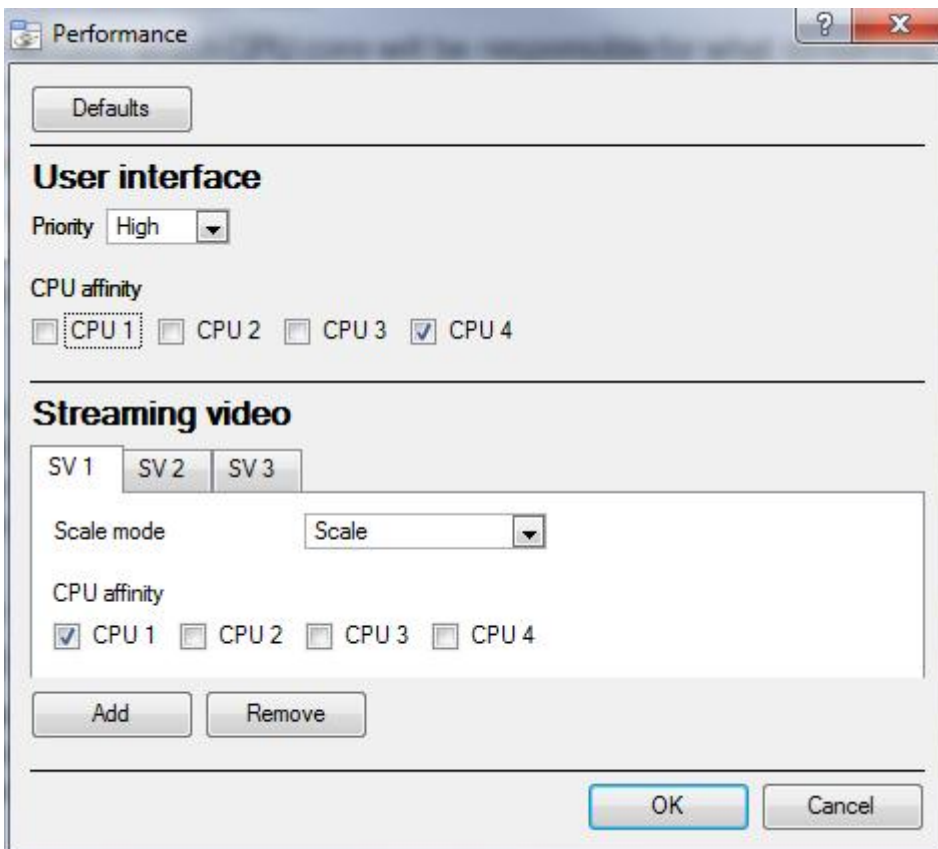 Performance
Defaults
User interface
Priority High
CPU affinity
CPU 1 CPU 2 CPU 3 CPU 4
Streaming video
SV 1 SV 2 SV 3
Scale mode Scale
CPU affinity
CPU 1 CPU 2 CPU 3 CPU 4
Add Remove
OK Cancel